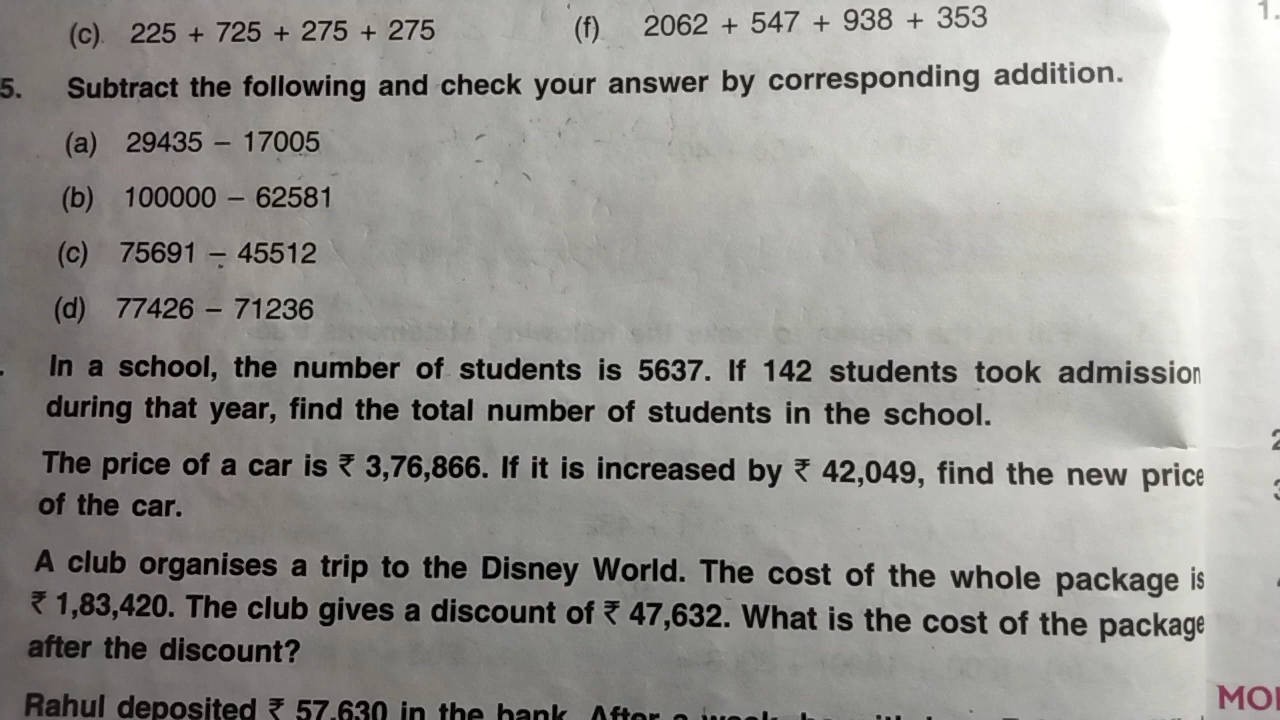 (c) 225 + 725 + 275 + 275
(f) 2062 + 547 + 938 + 353
5. Subtract the following and check your answer by corresponding addition.
(a) 29435 – 17005
(b) 100000 – 62581
(c) 75691 – 45512
(d) 77426 – 71236
In a school, the number of students is 5637. If 142 students took admission
during that year, find the total number of students in the school.
The price of a car is ₹ 3,76,866. If it is increased by ₹ 42,049, find the new price
of the car.
A club organises a trip to the Disney World. The cost of the whole package is
₹ 1,83,420. The club gives a discount of ₹ 47,632. What is the cost of the package
after the discount?
Rahul deposited ₹ 57,630 in the bank. After a week
1.
2
3
MO